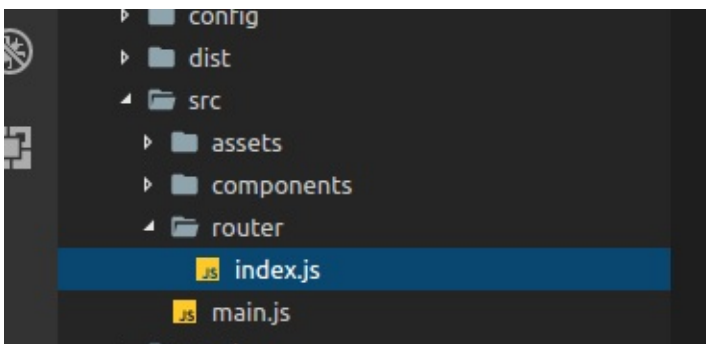 config
dist
src
assets
components
router
JS index.js
JS main.js